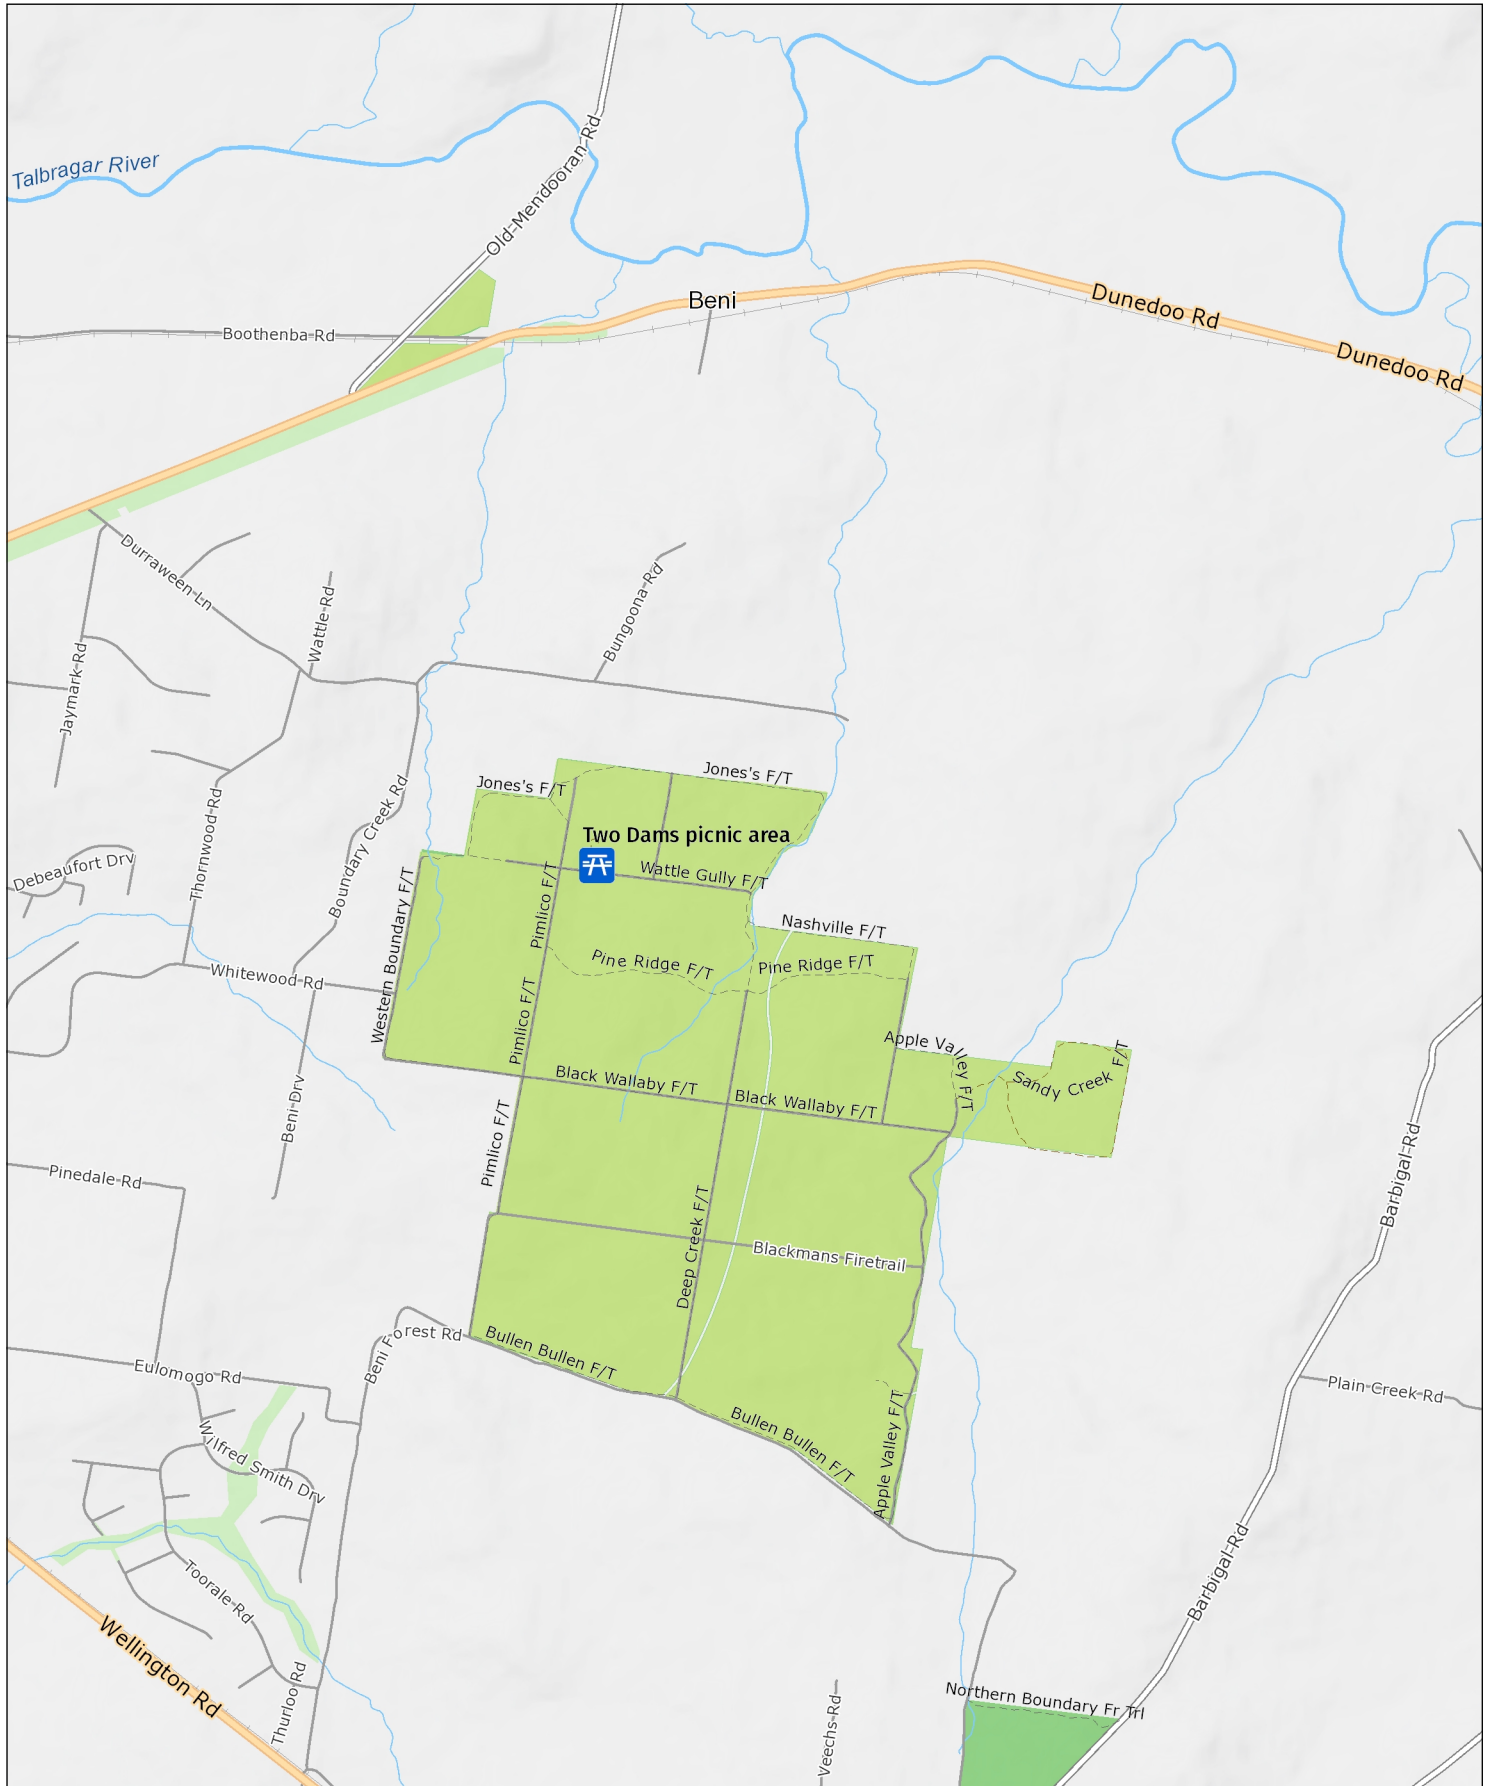 Talbragar River
Old Mendooran Rd
Beni
Dunedoo Rd
Boothenba Rd
Dunedoo Rd
Durraween Ln
Wattle Rd
Bungoona Rd
Jaymark Rd
Jones's F/T
Jones's F/T
Thornwood Rd
Boundary Creek Rd
Two Dams picnic area
Debeaufort Drv
Wattle Gully F/T
Pimlico F/T
Western Boundary F/T
Nashville F/T
Pine Ridge F/T
Pine Ridge F/T
Whitewood Rd
Pimlico F/T
Apple Valley F/T
Sandy Creek F/T
Black Wallaby F/T
Black Wallaby F/T
Beni Drv
Pimlico F/T
Pinedale Rd
Barbigal Rd
Deep Creek F/T
Blackmans Firetrail
Beni Forest Rd
Bullen Bullen F/T
Eulomogo Rd
Plain Creek Rd
Bullen Bullen F/T
Apple Valley F/T
Wilfred Smith Drv
Barbigal Rd
Toorale Rd
Wellington Rd
Thurloo Rd
Northern Boundary Fr Trl
Veechs Rd